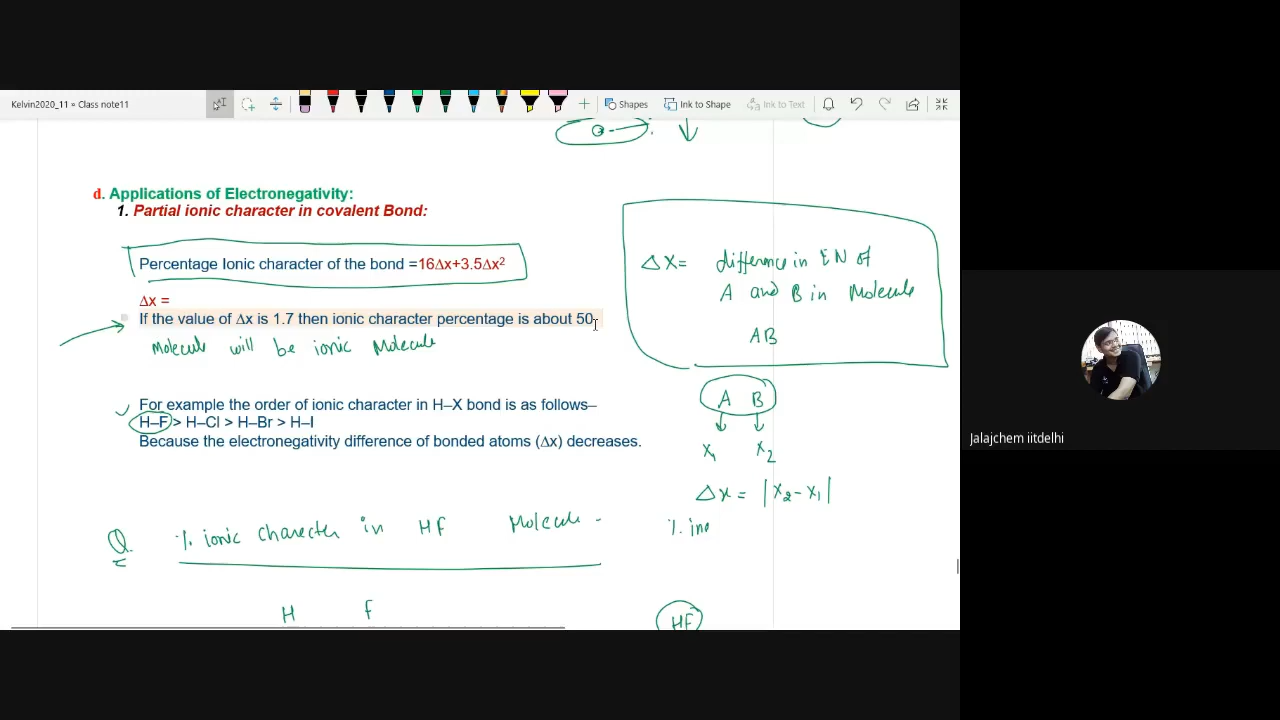 Kelvin2020_11 » Class note11
Shapes
Ink to Shape
Ink to Text
d. Applications of Electronegativity:
1. Partial ionic character in covalent Bond:
Percentage Ionic character of the bond =16Δx+3.5Δx²
Δx =
If the value of Δx is 1.7 then ionic character percentage is about 50
Molecule will be ionic Molecule
For example the order of ionic character in H–X bond is as follows–
H–F > H–Cl > H–Br > H–I
Because the electronegativity difference of bonded atoms (Δx) decreases.
ΔX = difference in EN of
A and B in Molecule
AB
A B
X₁ X₂
Δx = |X₂ - X₁|
Q. % ionic character in HF Molecule -
% ino
H F
HF
Jalajchem iitdelhi